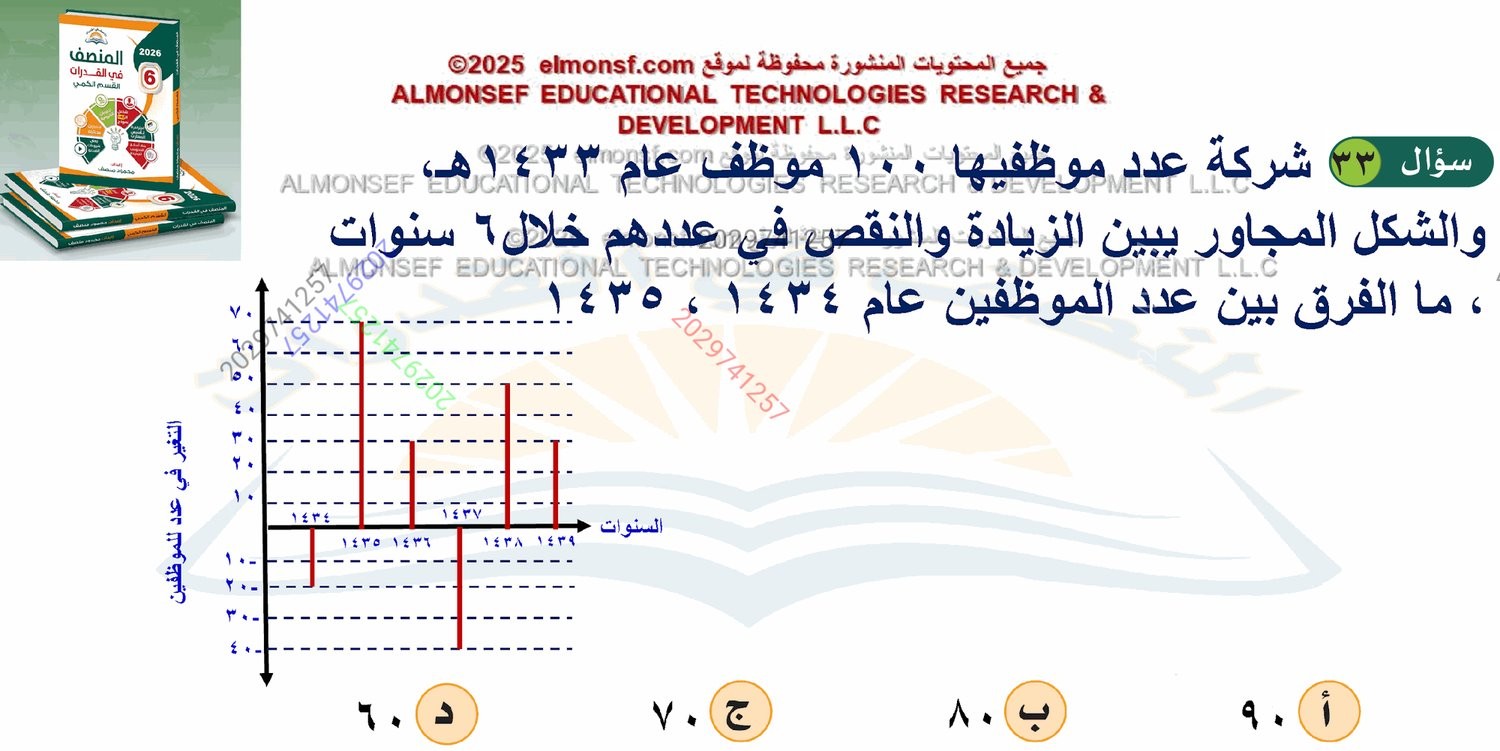 2026
المنصف
في القدرات
القسم الكمي
6
جميع المحتويات المنشورة محفوظة لموقع elmonsf.com ©2025
ALMONSEF EDUCATIONAL TECHNOLOGIES RESEARCH &
DEVELOPMENT L.L.C
سؤال ٣٣ شركة عدد موظفيها ١٠٠ موظف عام ١٤٣٣هـ،
ALMONSEF EDUCATIONAL TECHNOLOGIES RESEARCH & DEVELOPMENT L.L.C
والشكل المجاور يبين الزيادة والنقص في عددهم خلال٦ سنوات
2029741257
ALMONSEF EDUCATIONAL TECHNOLOGIES RESEARCH & DEVELOPMENT L.L.C
، ما الفرق بين عدد الموظفين عام ١٤٣٤ ، ١٤٣٥
2029741257
2029741257
2029741257
2029741257
٧٠
٦٠
٥٠
٤٠
٣٠
٢٠
١٠
١٤٣٤
١٤٣٧
السنوات
١٤٣٥
١٤٣٦
١٤٣٨
١٤٣٩
١٠-
٢٠-
٣٠-
٤٠-
التغير في عدد للموظفين
أ ٩٠
ب ٨٠
ج ٧٠
د ٦٠